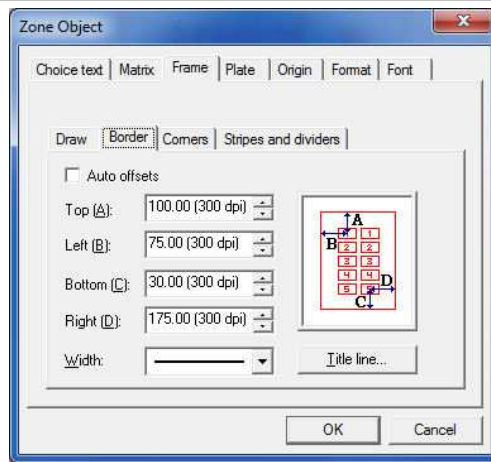 Zone Object
Choice text Matrix Frame Plate Origin Format Font
Draw Border Corners Stripes and dividers
Auto offsets
Top (A): 100.00 (300 dpi)
Left (B): 75.00 (300 dpi)
Bottom (C): 30.00 (300 dpi)
Right (D): 175.00 (300 dpi)
Width:
A
B 1 1
2 2
3 3
4 4
5 5 D
C
Title line...
OK Cancel